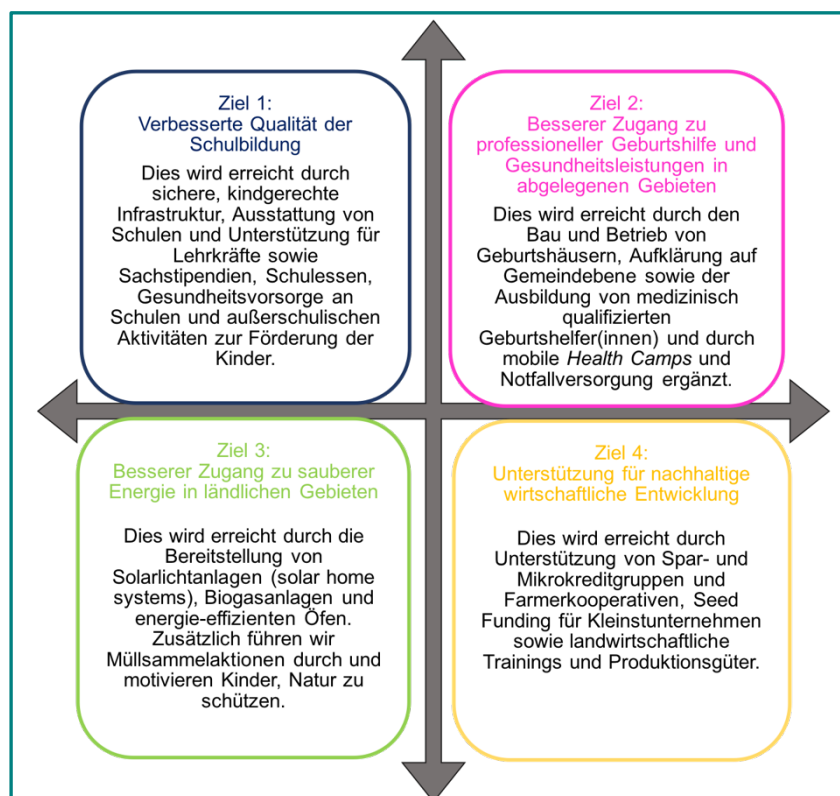 Ziel 1:
Verbesserte Qualität der
Schulbildung
Dies wird erreicht durch
sichere, kindgerechte
Infrastruktur, Ausstattung von
Schulen und Unterstützung für
Lehrkräfte sowie
Sachstipendien, Schulessen,
Gesundheitsvorsorge an
Schulen und außerschulischen
Aktivitäten zur Förderung der
Kinder.
Ziel 2:
Besserer Zugang zu
professioneller Geburtshilfe und
Gesundheitsleistungen in
abgelegenen Gebieten
Dies wird erreicht durch den
Bau und Betrieb von
Geburtshäusern, Aufklärung auf
Gemeindebene sowie der
Ausbildung von medizinisch
qualifizierten
Geburtshelfer(innen) und durch
mobile Health Camps und
Notfallversorgung ergänzt.
Ziel 3:
Besserer Zugang zu sauberer
Energie in ländlichen Gebieten
Dies wird erreicht durch die
Bereitstellung von
Solarlichtanlagen (solar home
systems), Biogasanlagen und
energie-effizienten Öfen.
Zusätzlich führen wir
Müllsammelaktionen durch und
motivieren Kinder, Natur zu
schützen.
Ziel 4:
Unterstützung für nachhaltige
wirtschaftliche Entwicklung
Dies wird erreicht durch
Unterstützung von Spar- und
Mikrokreditgruppen und
Farmerkooperativen, Seed
Funding für Kleinstunternehmen
sowie landwirtschaftliche
Trainings und Produktionsgüter.